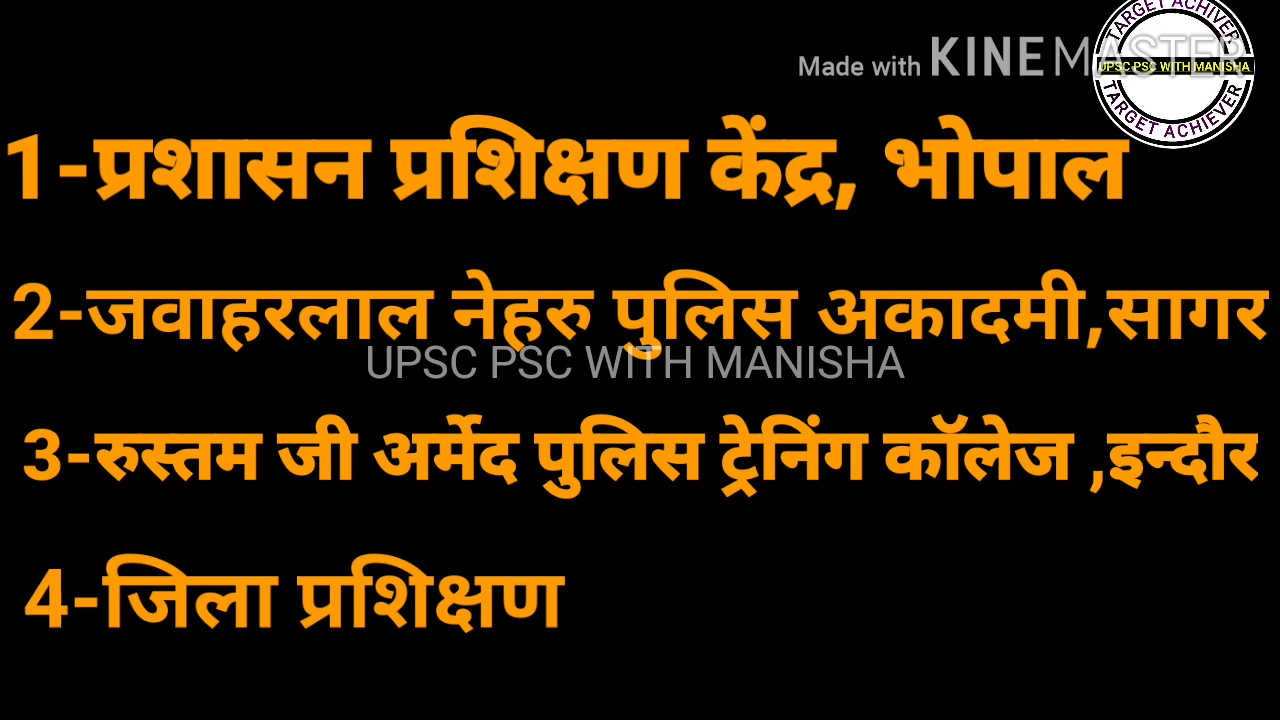 Made with KINEMASTER
TARGET ACHIVER
UPSC PSC WITH MANISHA
TARGET ACHIEVER
1-प्रशासन प्रशिक्षण केंद्र, भोपाल
2-जवाहरलाल नेहरु पुलिस अकादमी,सागर
UPSC PSC WITH MANISHA
3-रुस्तम जी अर्मेद पुलिस ट्रेनिंग कॉलेज ,इन्दौर
4-जिला प्रशिक्षण